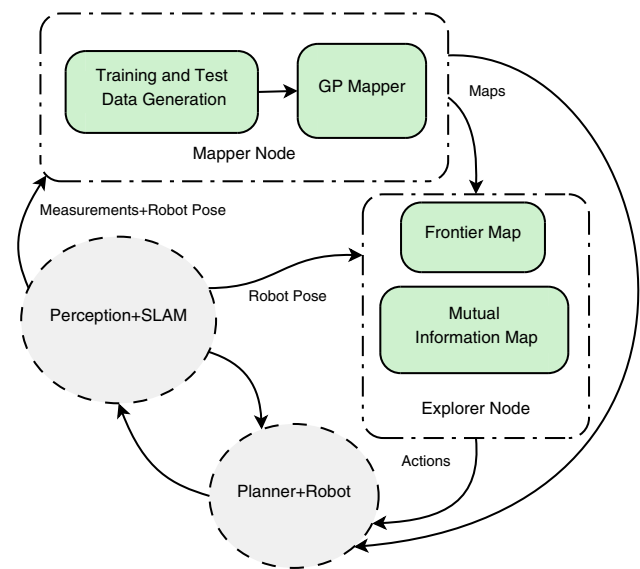 Training and Test
Data Generation
GP Mapper
Mapper Node
Maps
Measurements+Robot Pose
Frontier Map
Robot Pose
Perception+SLAM
Mutual
Information Map
Explorer Node
Actions
Planner+Robot